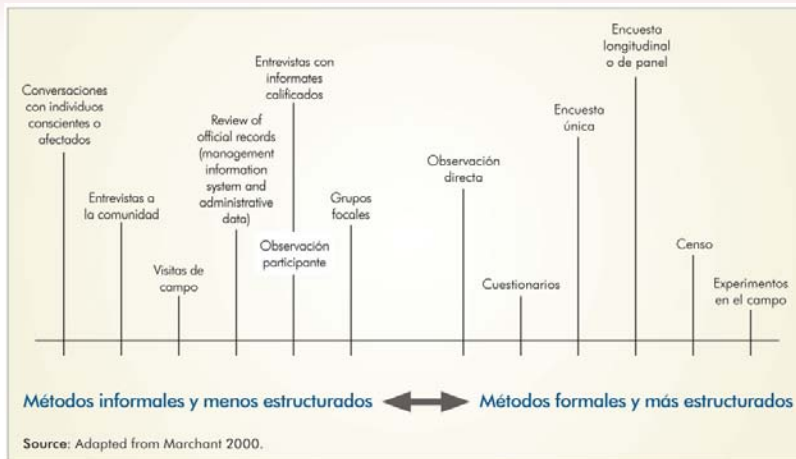 Conversaciones
con individuos
conscientes o
afectados
Entrevistas a
la comunidad
Visitas de
campo
Review of
official records
(management
information
system and
administrative
data)
Entrevistas con
informates
calificados
Observación
participante
Grupos
focales
Observación
directa
Cuestionarios
Encuesta
única
Encuesta
longitudinal
o de panel
Censo
Experimentos
en el campo
Métodos informales y menos estructurados
Métodos formales y más estructurados
Source: Adapted from Marchant 2000.